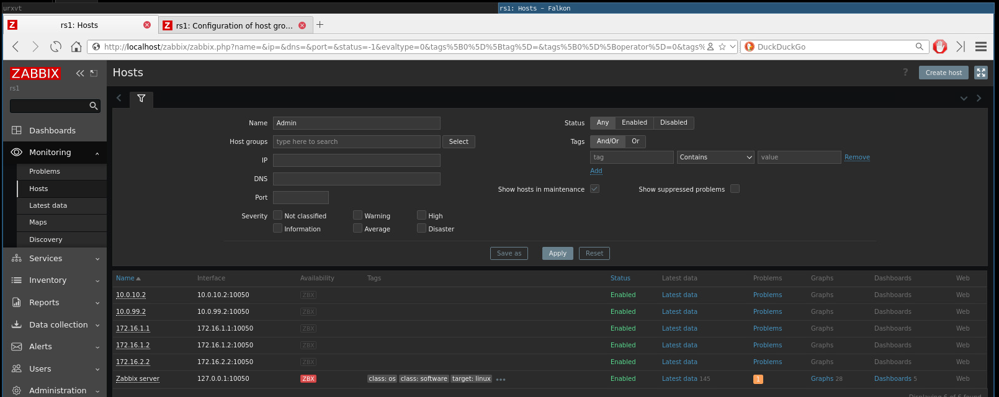 urxvt
rs1: Hosts - Falkon
Z rs1: Hosts
Z rs1: Configuration of host gro...
http://localhost/zabbix/zabbix.php?name=&ip=&dns=&port=&status=-1&evaltype=0&tags%5B0%5D%5Btag%5D=&tags%5B0%5D%5Boperator%5D=0&tags%
DuckDuckGo
ZABBIX
rs1
Dashboards
Monitoring
Problems
Hosts
Latest data
Maps
Discovery
Services
Inventory
Reports
Data collection
Alerts
Users
Administration
Hosts
? Create host
Name Admin
Host groups type here to search Select
IP
DNS
Port
Severity Not classified Warning High
Information Average Disaster
Status Any Enabled Disabled
Tags And/Or Or
tag Contains value Remove
Add
Show hosts in maintenance Show suppressed problems
Save as Apply Reset
Name Interface Availability Tags Status Latest data Problems Graphs Dashboards Web
10.0.10.2 10.0.10.2:10050 ZBX Enabled Latest data Problems Graphs Dashboards Web
10.0.99.2 10.0.99.2:10050 ZBX Enabled Latest data Problems Graphs Dashboards Web
172.16.1.1 172.16.1.1:10050 ZBX Enabled Latest data Problems Graphs Dashboards Web
172.16.1.2 172.16.1.2:10050 ZBX Enabled Latest data Problems Graphs Dashboards Web
172.16.2.2 172.16.2.2:10050 ZBX Enabled Latest data Problems Graphs Dashboards Web
Zabbix server 127.0.0.1:10050 ZBX class: os class: software target: linux ... Enabled Latest data 145 1 Graphs 28 Dashboards 5 Web
Displaying 6 of 6 found